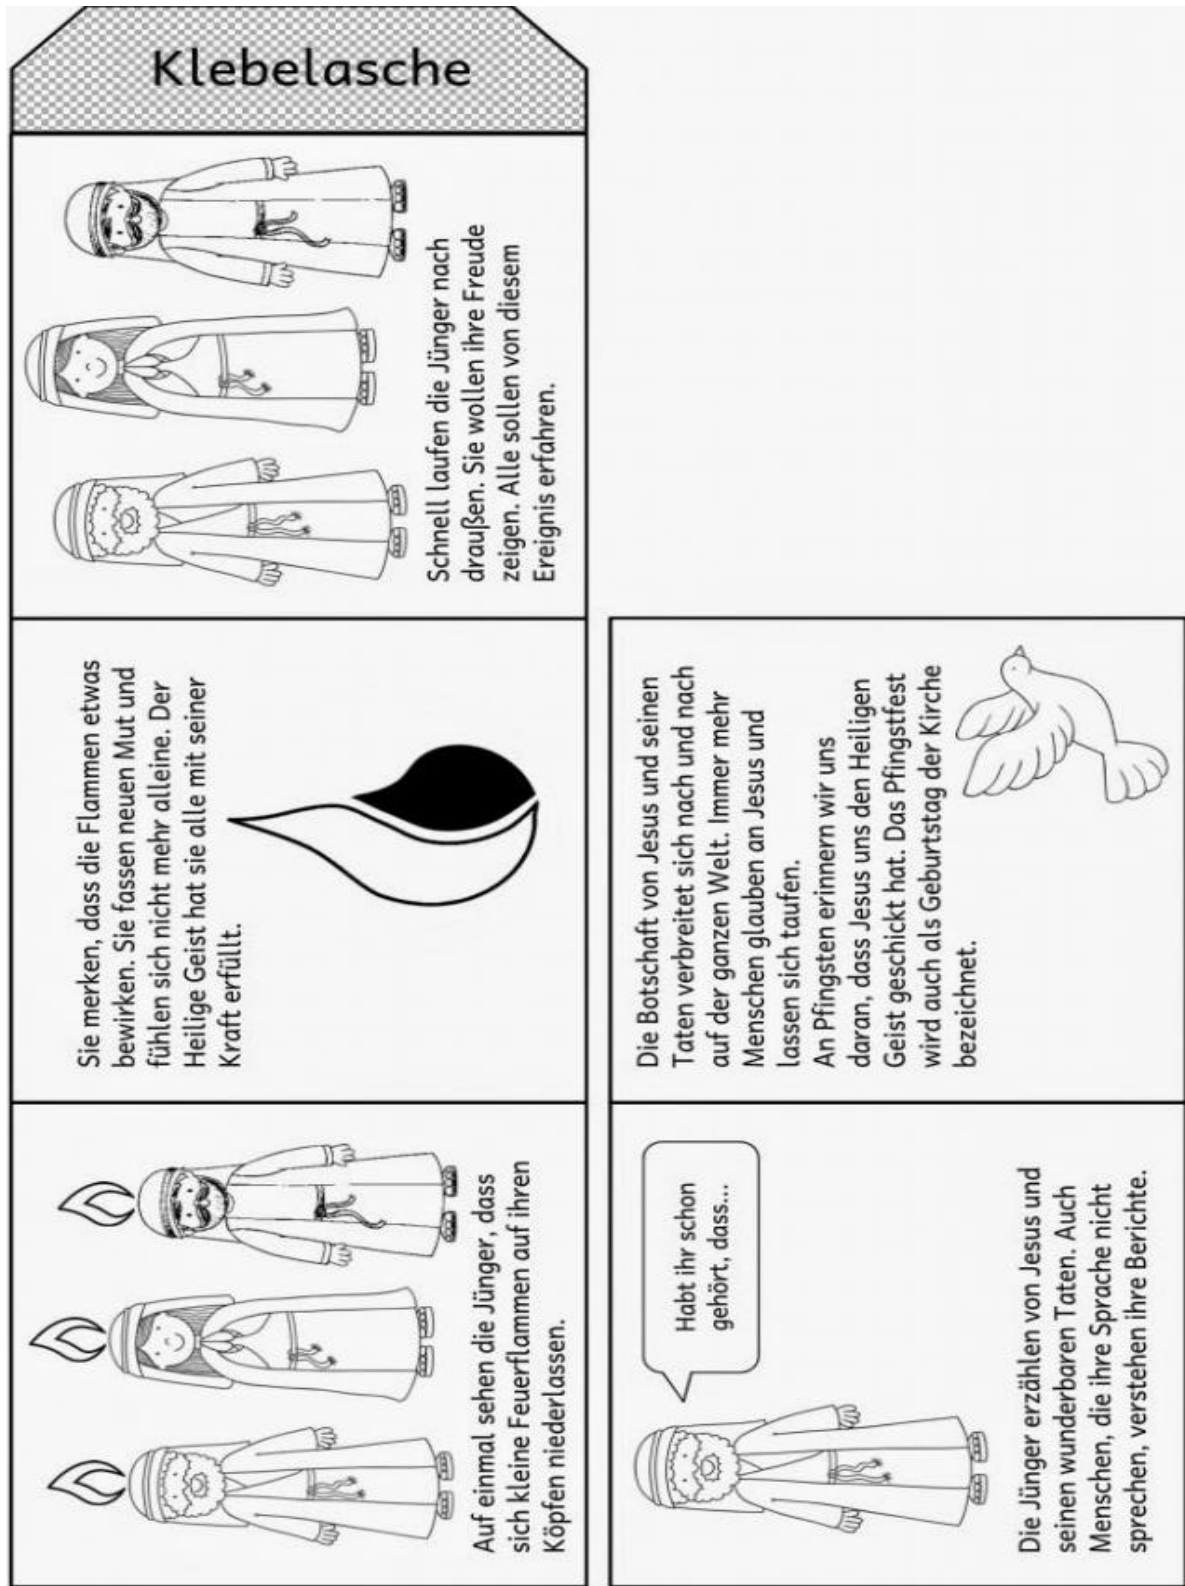 Auf einmal sehen die Jünger, dass
sich kleine Feuerflammen auf ihren
Köpfen niederlassen.
Sie merken, dass die Flammen etwas
bewirken. Sie fassen neuen Mut und
fühlen sich nicht mehr alleine. Der
Heilige Geist hat sie alle mit seiner
Kraft erfüllt.
Schnell laufen die Jünger nach
draußen. Sie wollen ihre Freude
zeigen. Alle sollen von diesem
Ereignis erfahren.
Klebelasche
Habt ihr schon
gehört, dass...
Die Jünger erzählen von Jesus und
seinen wunderbaren Taten. Auch
Menschen, die ihre Sprache nicht
sprechen, verstehen ihre Berichte.
Die Botschaft von Jesus und seinen
Taten verbreitet sich nach und nach
auf der ganzen Welt. Immer mehr
Menschen glauben an Jesus und
lassen sich taufen.
An Pfingsten erinnern wir uns
daran, dass Jesus uns den Heiligen
Geist geschickt hat. Das Pfingstfest
wird auch als Geburtstag der Kirche
bezeichnet.